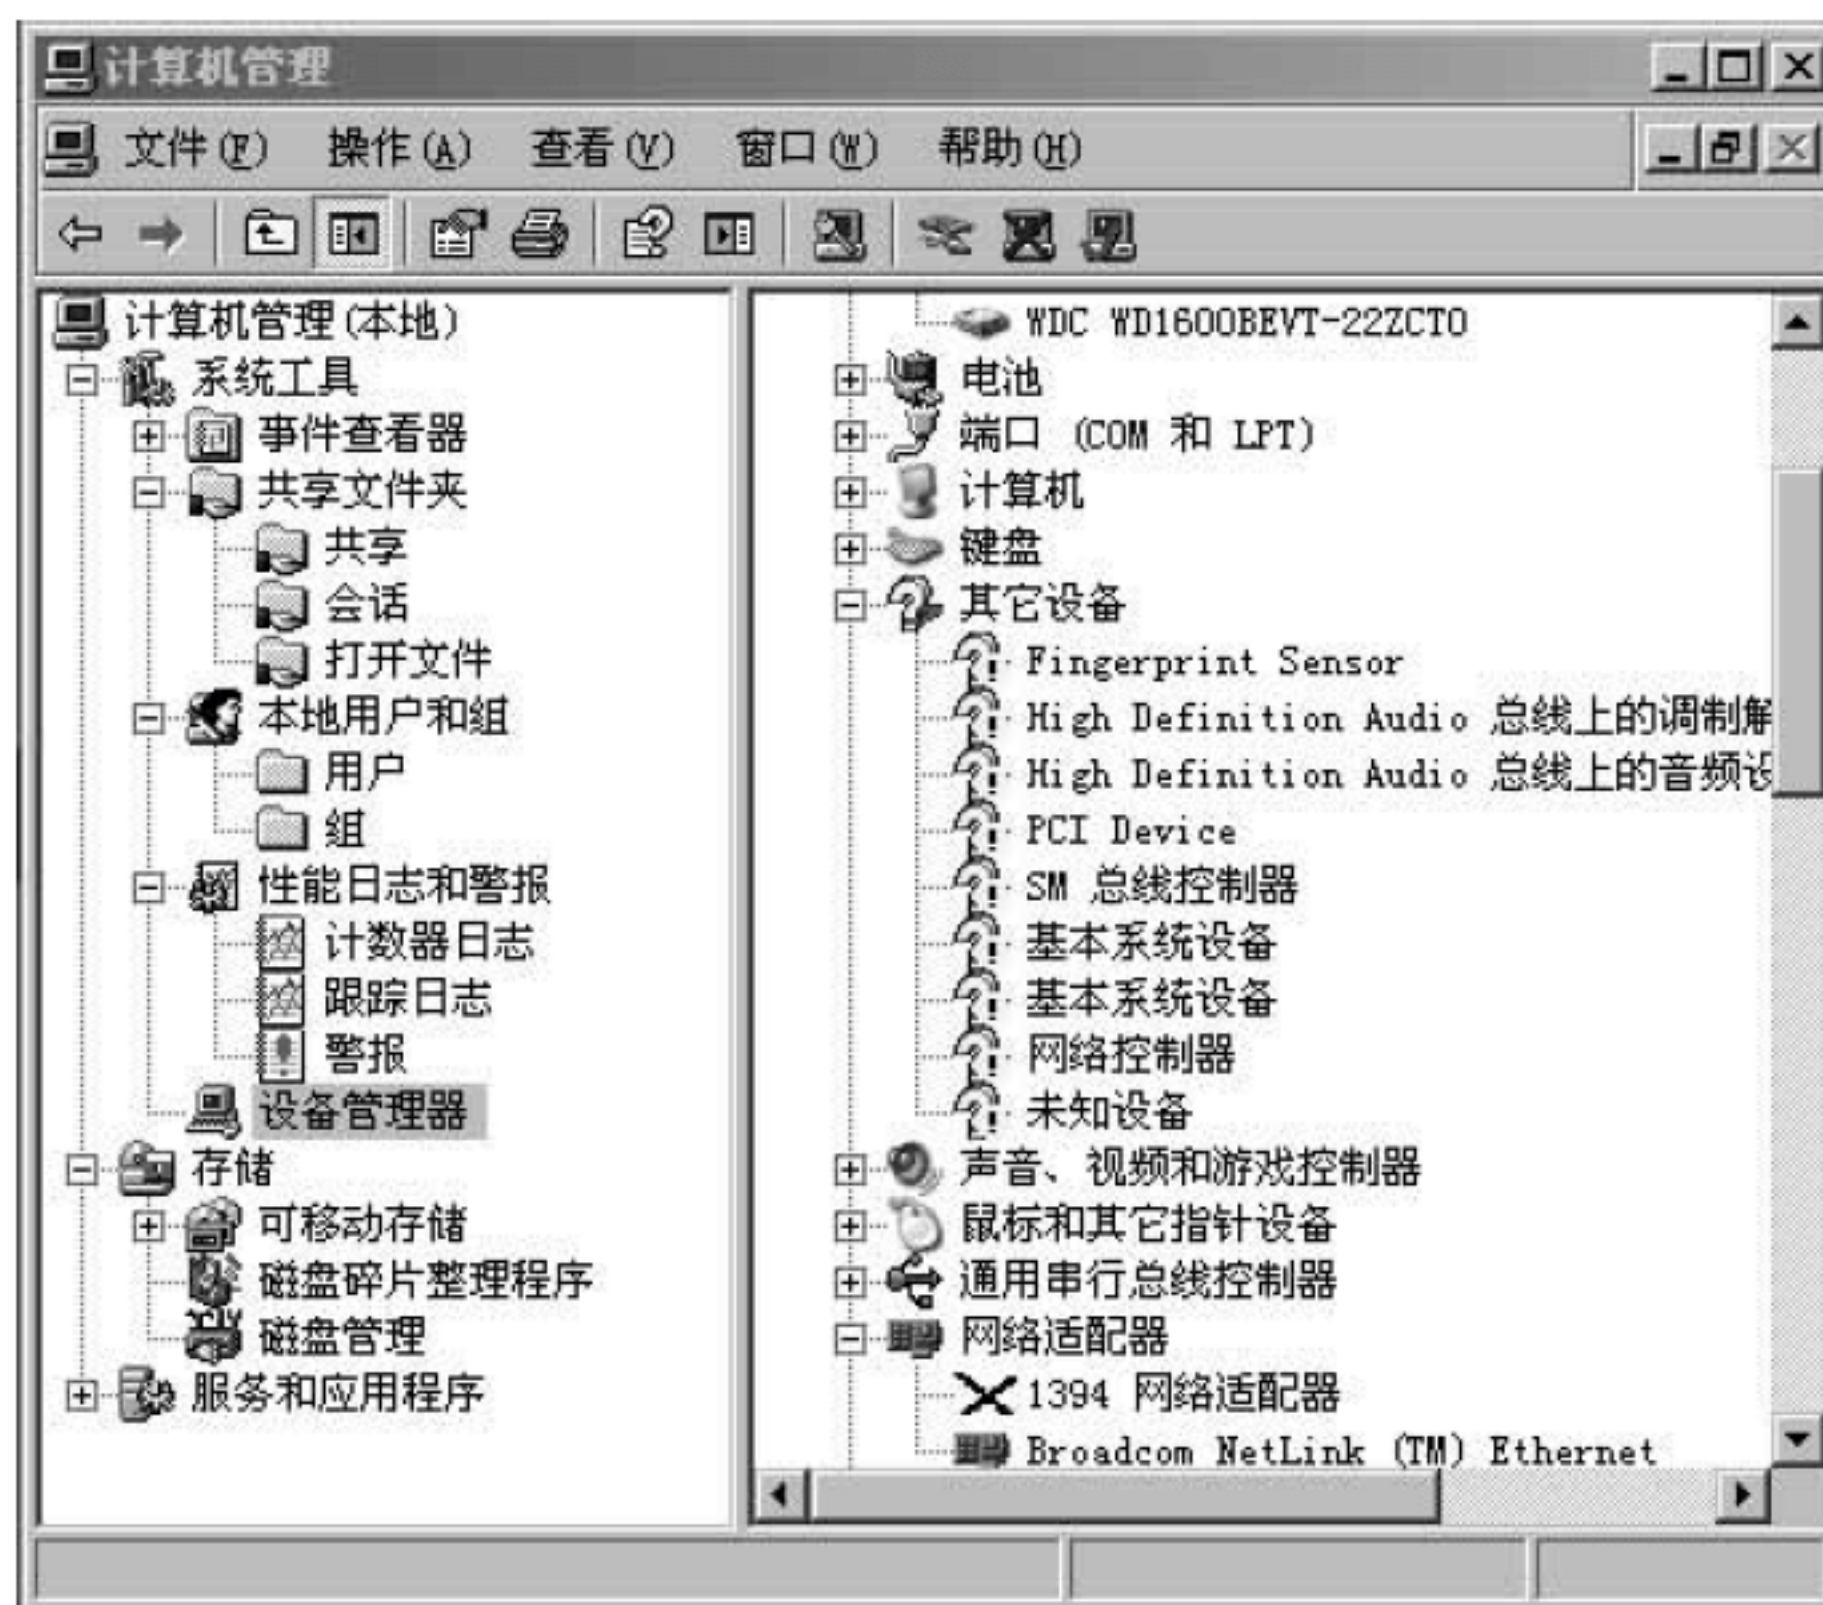 计算机管理
文件(F) 操作(A) 查看(V) 窗口(W) 帮助(H)
计算机管理(本地)
系统工具
事件查看器
共享文件夹
共享
会话
打开文件
本地用户和组
用户
组
性能日志和警报
计数器日志
跟踪日志
警报
设备管理器
存储
可移动存储
磁盘碎片整理程序
磁盘管理
服务和应用程序
WDC WD1600BEVT-22ZCT0
电池
端口 (COM 和 LPT)
计算机
键盘
其它设备
Fingerprint Sensor
High Definition Audio 总线上的调制解
High Definition Audio 总线上的音频设
PCI Device
SM 总线控制器
基本系统设备
基本系统设备
网络控制器
未知设备
声音、视频和游戏控制器
鼠标和其它指针设备
通用串行总线控制器
网络适配器
1394 网络适配器
Broadcom NetLink (TM) Ethernet